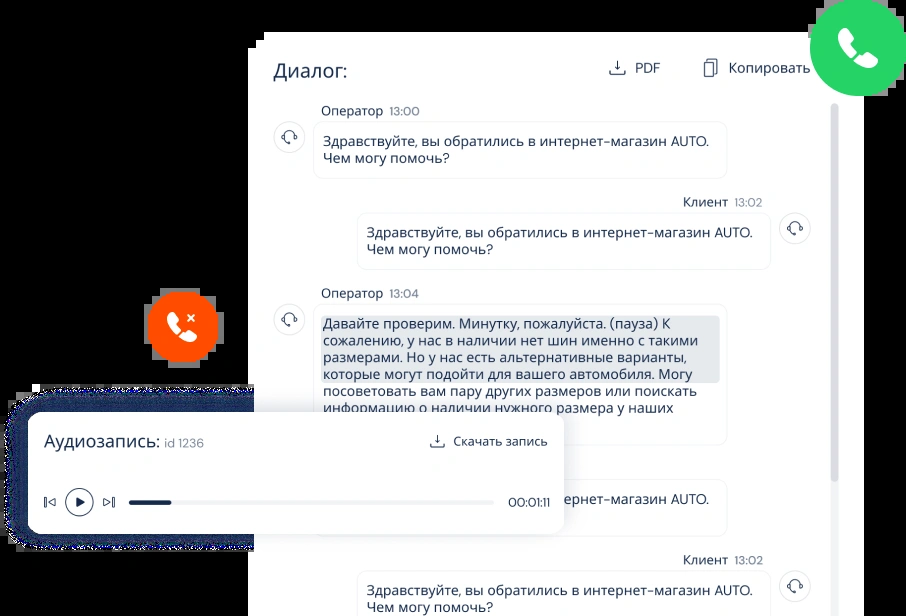 Диалог:
PDF
Копировать
Оператор 13:00
Здравствуйте, вы обратились в интернет-магазин AUTO.
Чем могу помочь?
Клиент 13:02
Здравствуйте, вы обратились в интернет-магазин AUTO.
Чем могу помочь?
Оператор 13:04
Давайте проверим. Минутку, пожалуйста. (пауза) К
сожалению, у нас в наличии нет шин именно с такими
размерами. Но у нас есть альтернативные варианты,
которые могут подойти для вашего автомобиля. Могу
посоветовать вам пару других размеров или поискать
информацию о наличии нужного размера у наших
Аудиозапись: id 1236
Скачать запись
00:01:11
ернет-магазин AUTO.
Клиент 13:02
Здравствуйте, вы обратились в интернет-магазин AUTO.
Чем могу помочь?